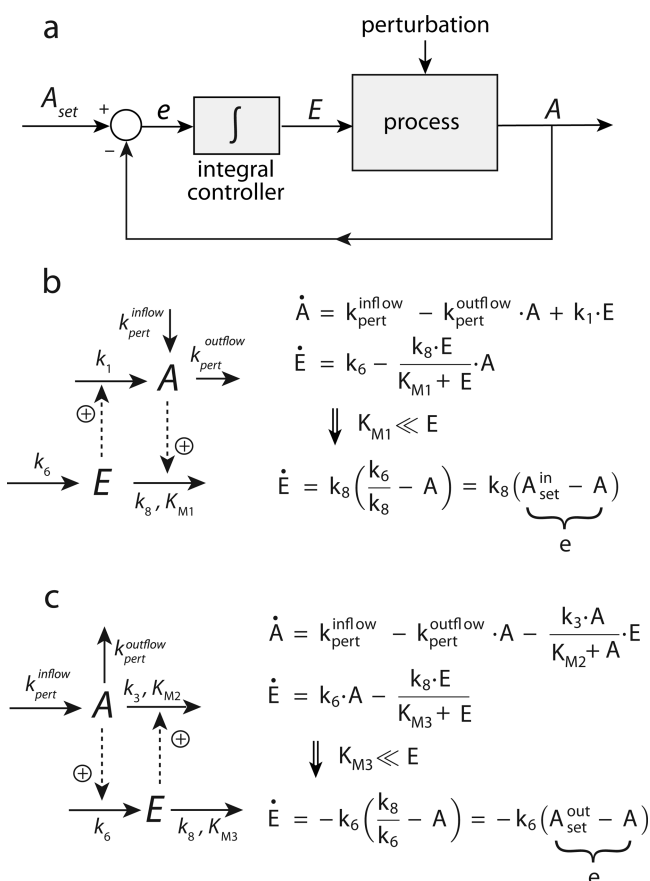 a
perturbation
A_set + e ∫ E process A
−
integral
controller
b
k_pert^inflow
k_pert^outflow
k_1 A
⊕ ⊕
k_6 E
k_8, K_M1
Ȧ = k_pert^inflow − k_pert^outflow ·A + k_1·E
Ė = k_6 − (k_8·E)/(K_M1 + E) ·A
⇓ K_M1 ≪ E
Ė = k_8(k_6/k_8 − A) = k_8(A_set^in − A)
e
c
k_pert^outflow
k_pert^inflow A k_3, K_M2
⊕ ⊕
k_6 E k_8, K_M3
Ȧ = k_pert^inflow − k_pert^outflow ·A − (k_3·A)/(K_M2 + A) ·E
Ė = k_6·A − (k_8·E)/(K_M3 + E)
⇓ K_M3 ≪ E
Ė = −k_6(k_8/k_6 − A) = −k_6(A_set^out − A)
e